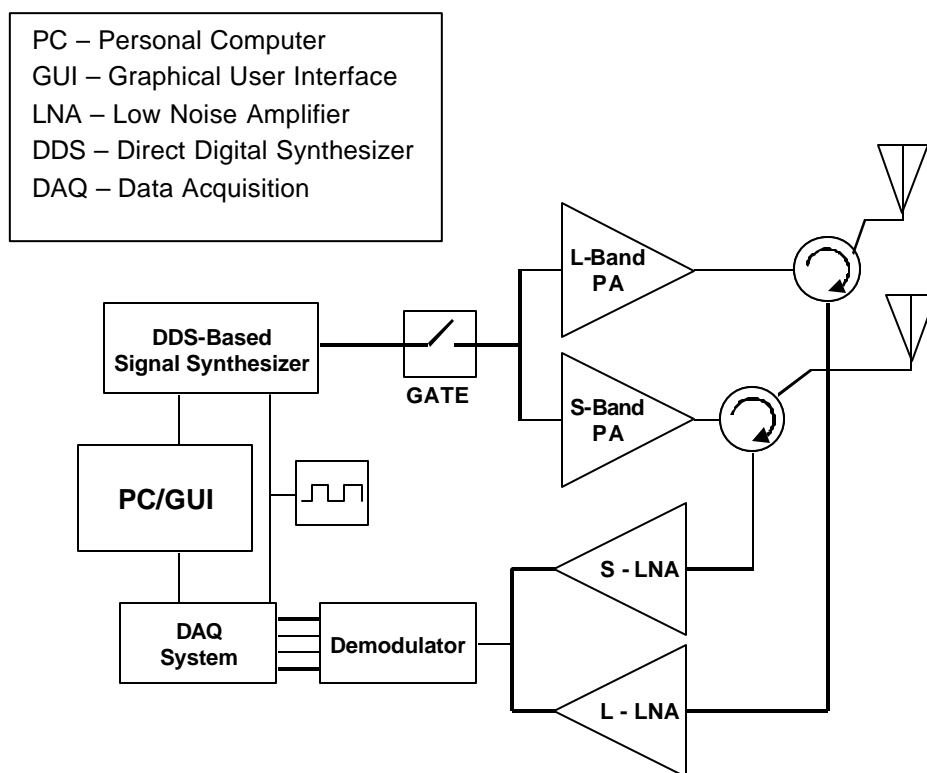 PC – Personal Computer
GUI – Graphical User Interface
LNA – Low Noise Amplifier
DDS – Direct Digital Synthesizer
DAQ – Data Acquisition
L-Band
PA
DDS-Based
Signal Synthesizer
GATE
S-Band
PA
PC/GUI
S - LNA
DAQ
System
Demodulator
L - LNA